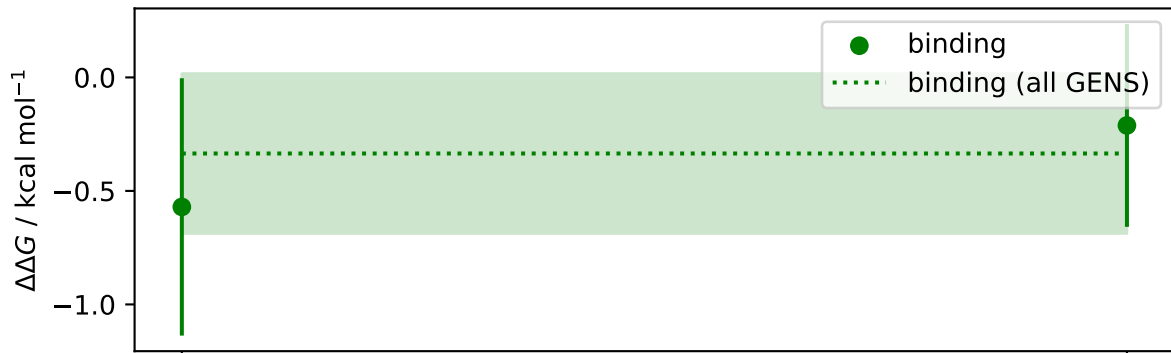 binding
binding (all GENS)
ΔΔG / kcal mol⁻¹
0.0
−0.5
−1.0